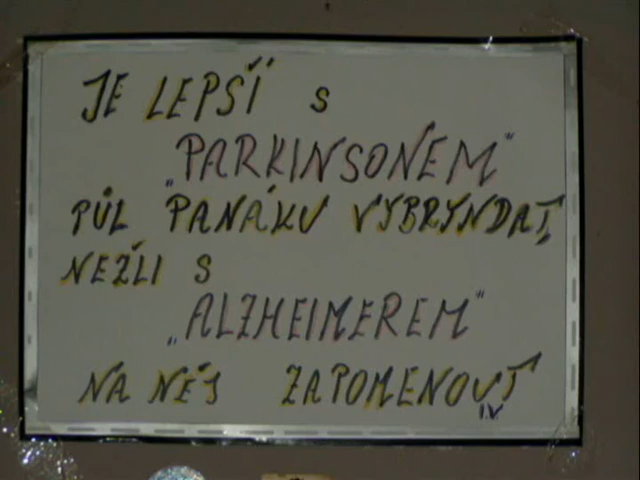 JE LEPŠÍ S
„PARKINSONEM"
PŮL PANÁKU VYBRYNDAT,
NEŽLI S
„ALZHEIMEREM"
NA NĚJ ZAPOMENOUT
I.V.